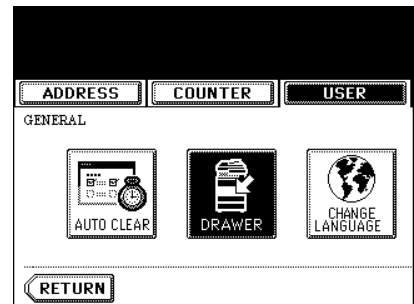 ADDRESS COUNTER USER
GENERAL
AUTO CLEAR DRAWER CHANGE
LANGUAGE
RETURN